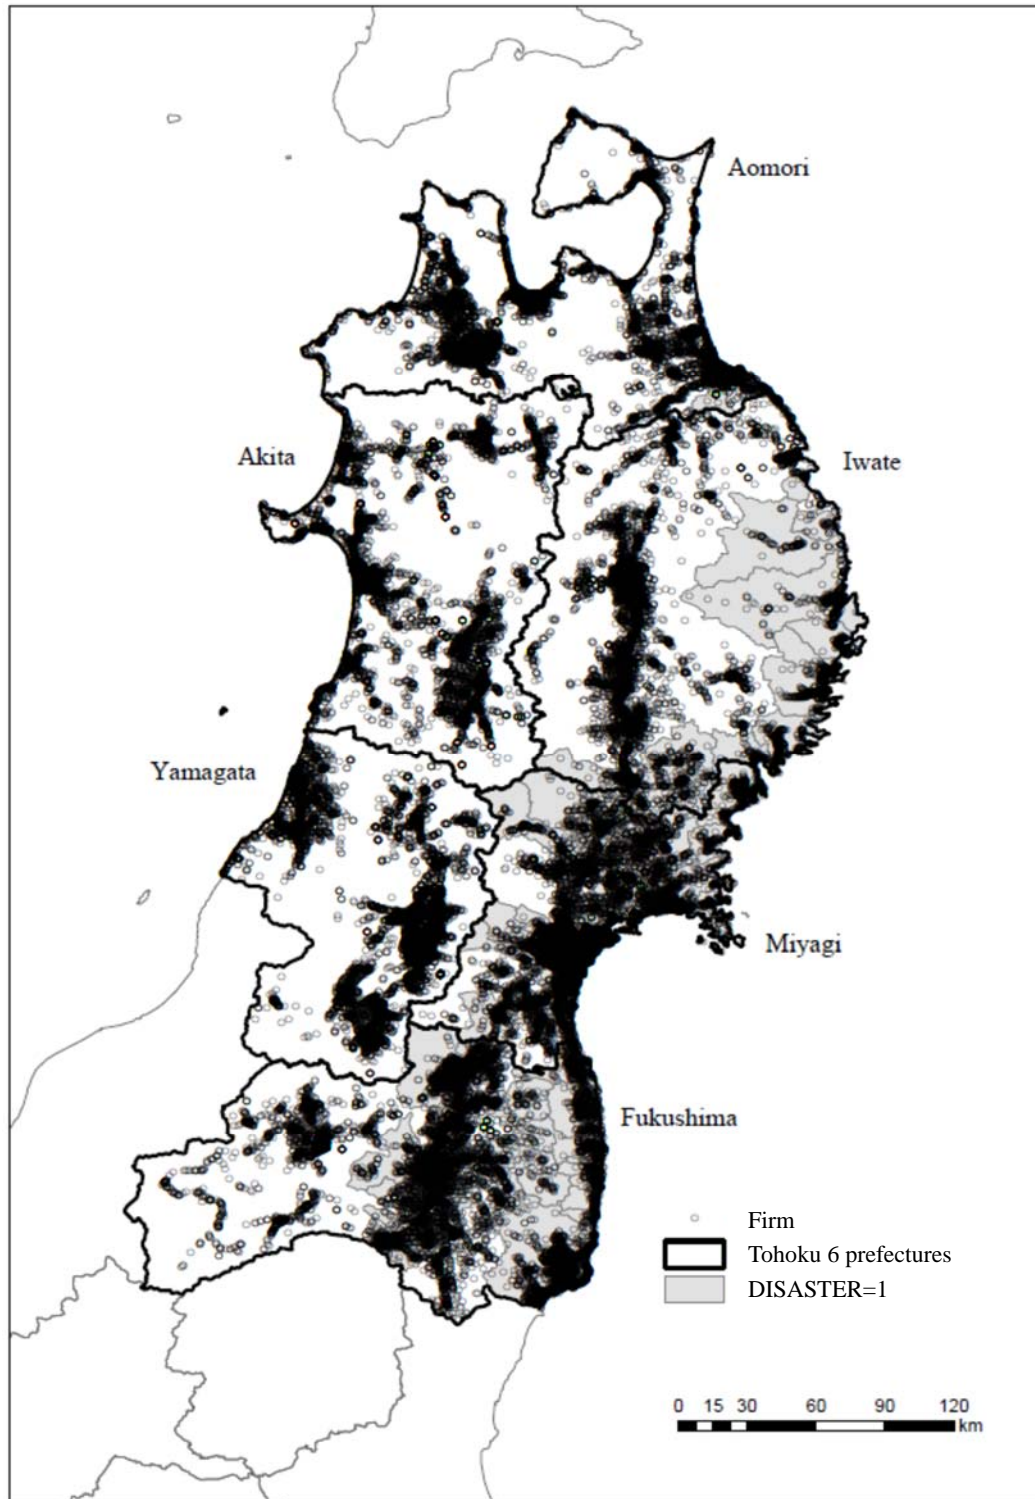 Aomori
Akita
Iwate
Yamagata
Miyagi
Fukushima
Firm
Tohoku 6 prefectures
DISASTER=1
0 15 30 60 90 120
km